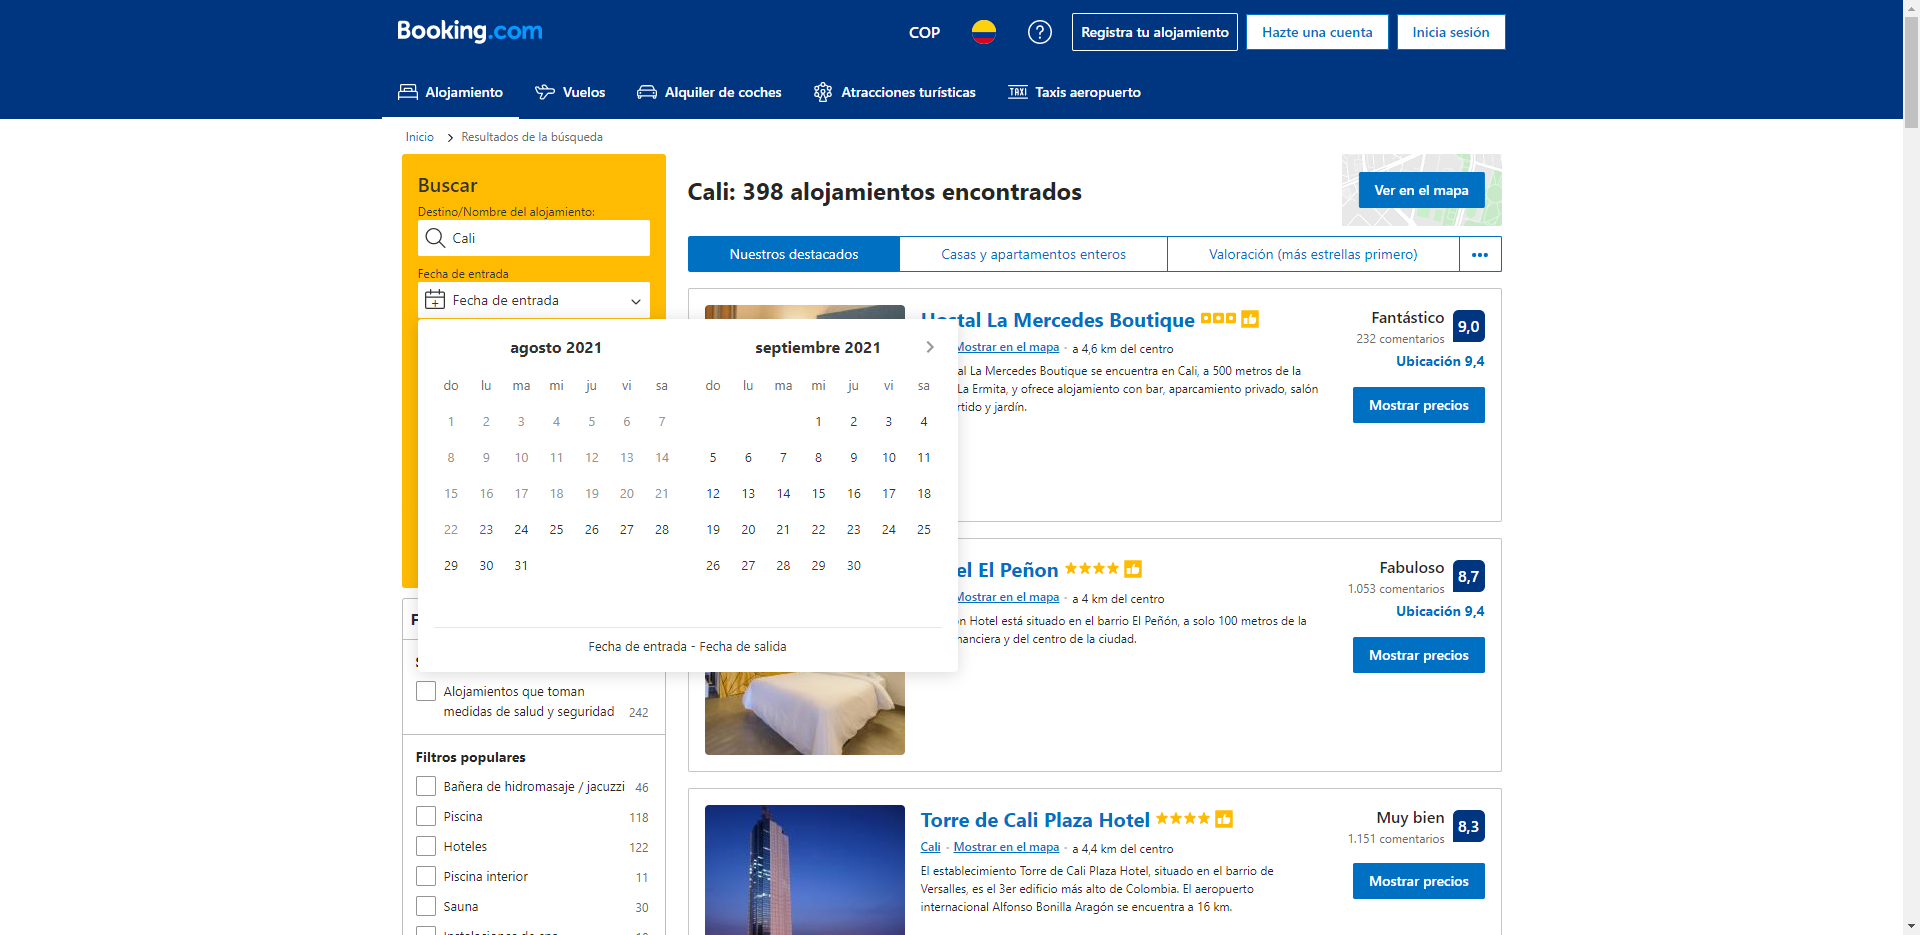 Booking.com
COP
Registra tu alojamiento
Hazte una cuenta
Inicia sesión
Alojamiento
Vuelos
Alquiler de coches
Atracciones turísticas
TAXI Taxis aeropuerto
Inicio
Resultados de la búsqueda
Buscar
Destino/Nombre del alojamiento:
Cali
Fecha de entrada
Fecha de entrada
agosto 2021
do lu ma mi ju vi sa
1 2 3 4 5 6 7
8 9 10 11 12 13 14
15 16 17 18 19 20 21
22 23 24 25 26 27 28
29 30 31
septiembre 2021
do lu ma mi ju vi sa
1 2 3 4
5 6 7 8 9 10 11
12 13 14 15 16 17 18
19 20 21 22 23 24 25
26 27 28 29 30
Fecha de entrada - Fecha de salida
Alojamientos que toman
medidas de salud y seguridad 242
Filtros populares
Bañera de hidromasaje / jacuzzi 46
Piscina 118
Hoteles 122
Piscina interior 11
Sauna 30
Cali: 398 alojamientos encontrados
Ver en el mapa
Nuestros destacados
Casas y apartamentos enteros
Valoración (más estrellas primero)
Hostal La Mercedes Boutique
Mostrar en el mapa · a 4,6 km del centro
al La Mercedes Boutique se encuentra en Cali, a 500 metros de la
La Ermita, y ofrece alojamiento con bar, aparcamiento privado, salón
rtido y jardín.
Fantástico 9,0
232 comentarios
Ubicación 9,4
Mostrar precios
el El Peñon
Mostrar en el mapa · a 4 km del centro
n Hotel está situado en el barrio El Peñón, a solo 100 metros de la
nanciera y del centro de la ciudad.
Fabuloso 8,7
1.053 comentarios
Ubicación 9,4
Mostrar precios
Torre de Cali Plaza Hotel
Cali · Mostrar en el mapa · a 4,4 km del centro
El establecimiento Torre de Cali Plaza Hotel, situado en el barrio de
Versalles, es el 3er edificio más alto de Colombia. El aeropuerto
internacional Alfonso Bonilla Aragón se encuentra a 16 km.
Muy bien 8,3
1.151 comentarios
Mostrar precios